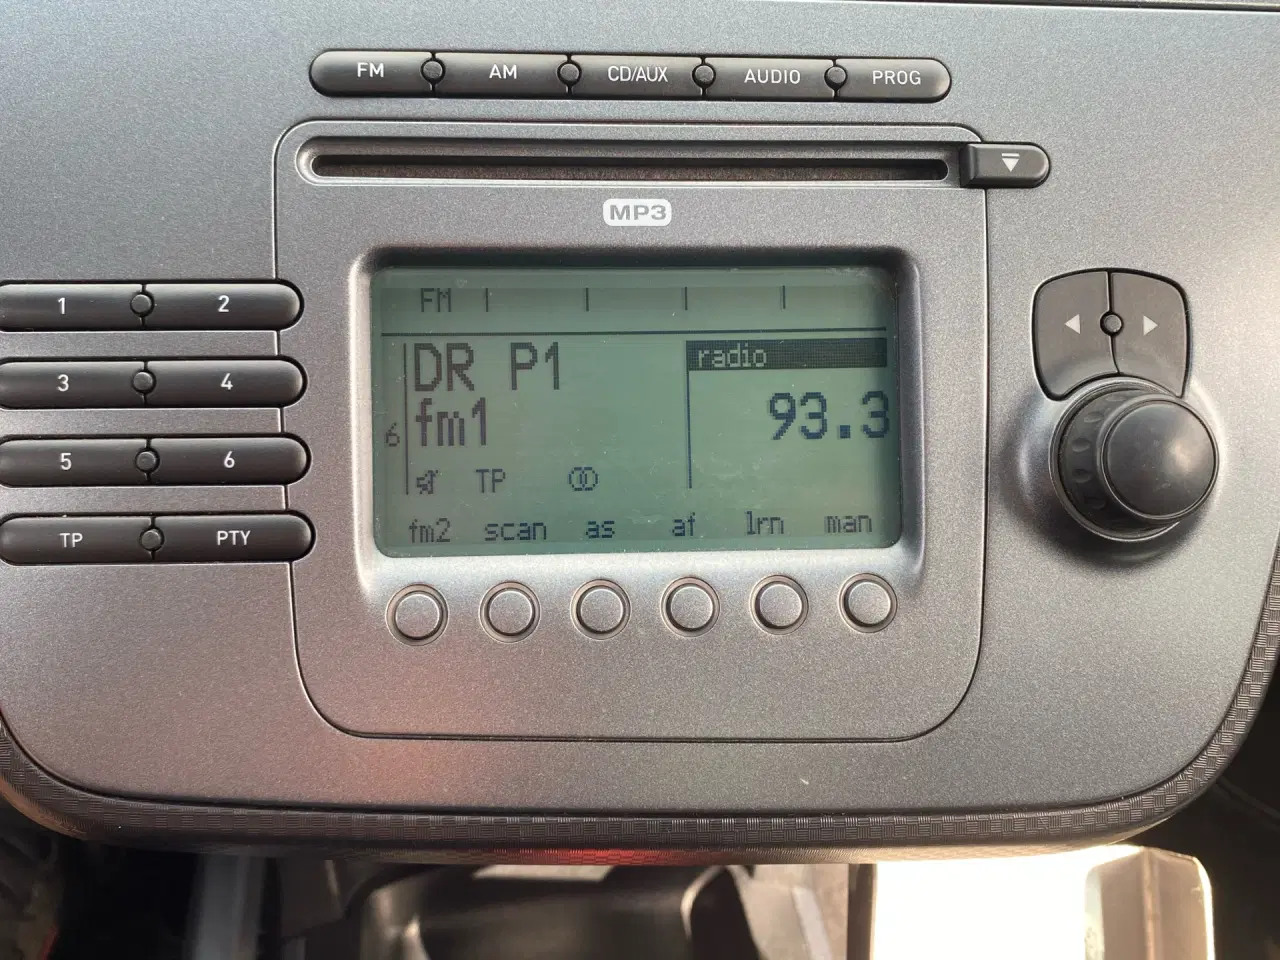 FM AM CD/AUX AUDIO PROG
MP3
1 2
3 4
5 6
TP PTY
FM
DR P1
radio
6 fm1
93.3
TP
fm2 scan as af lrn man